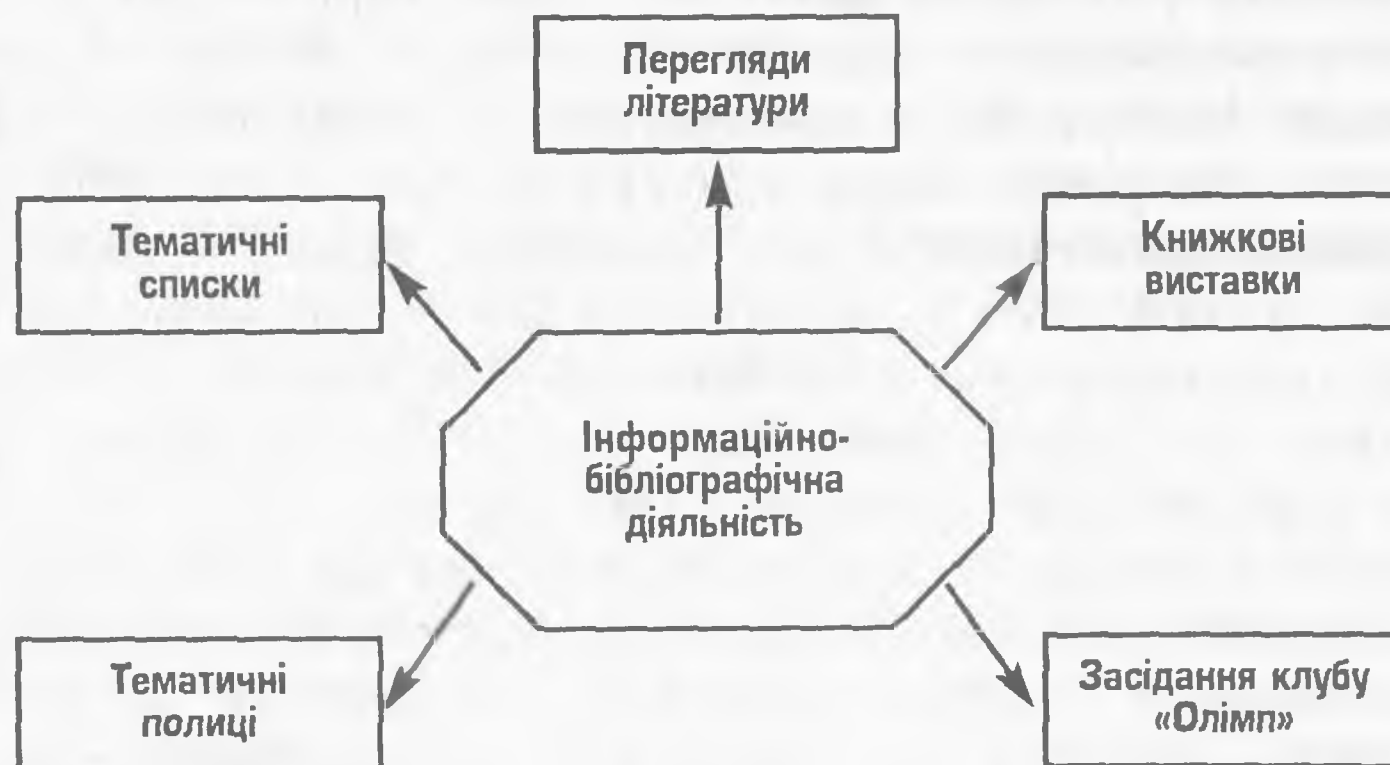 Перегляди
літератури
Тематичні
списки
Книжкові
виставки
Інформаційно-
бібліографічна
діяльність
Тематичні
полиці
Засідання клубу
«Олімп»